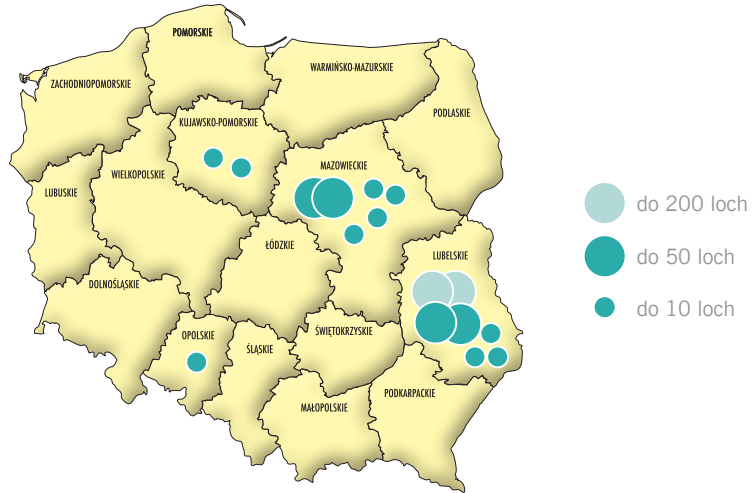 POMORSKIE
WARMIŃSKO-MAZURSKIE
ZACHODNIOPOMORSKIE
PODLASKIE
KUJAWSKO-POMORSKIE
MAZOWIECKIE
WIELKOPOLSKIE
LUBUSKIE
do 200 loch
ŁÓDZKIE
LUBELSKIE
do 50 loch
DOLNOŚLĄSKIE
do 10 loch
OPOLSKIE
ŚWIĘTOKRZYSKIE
ŚLĄSKIE
PODKARPACKIE
MAŁOPOLSKIE